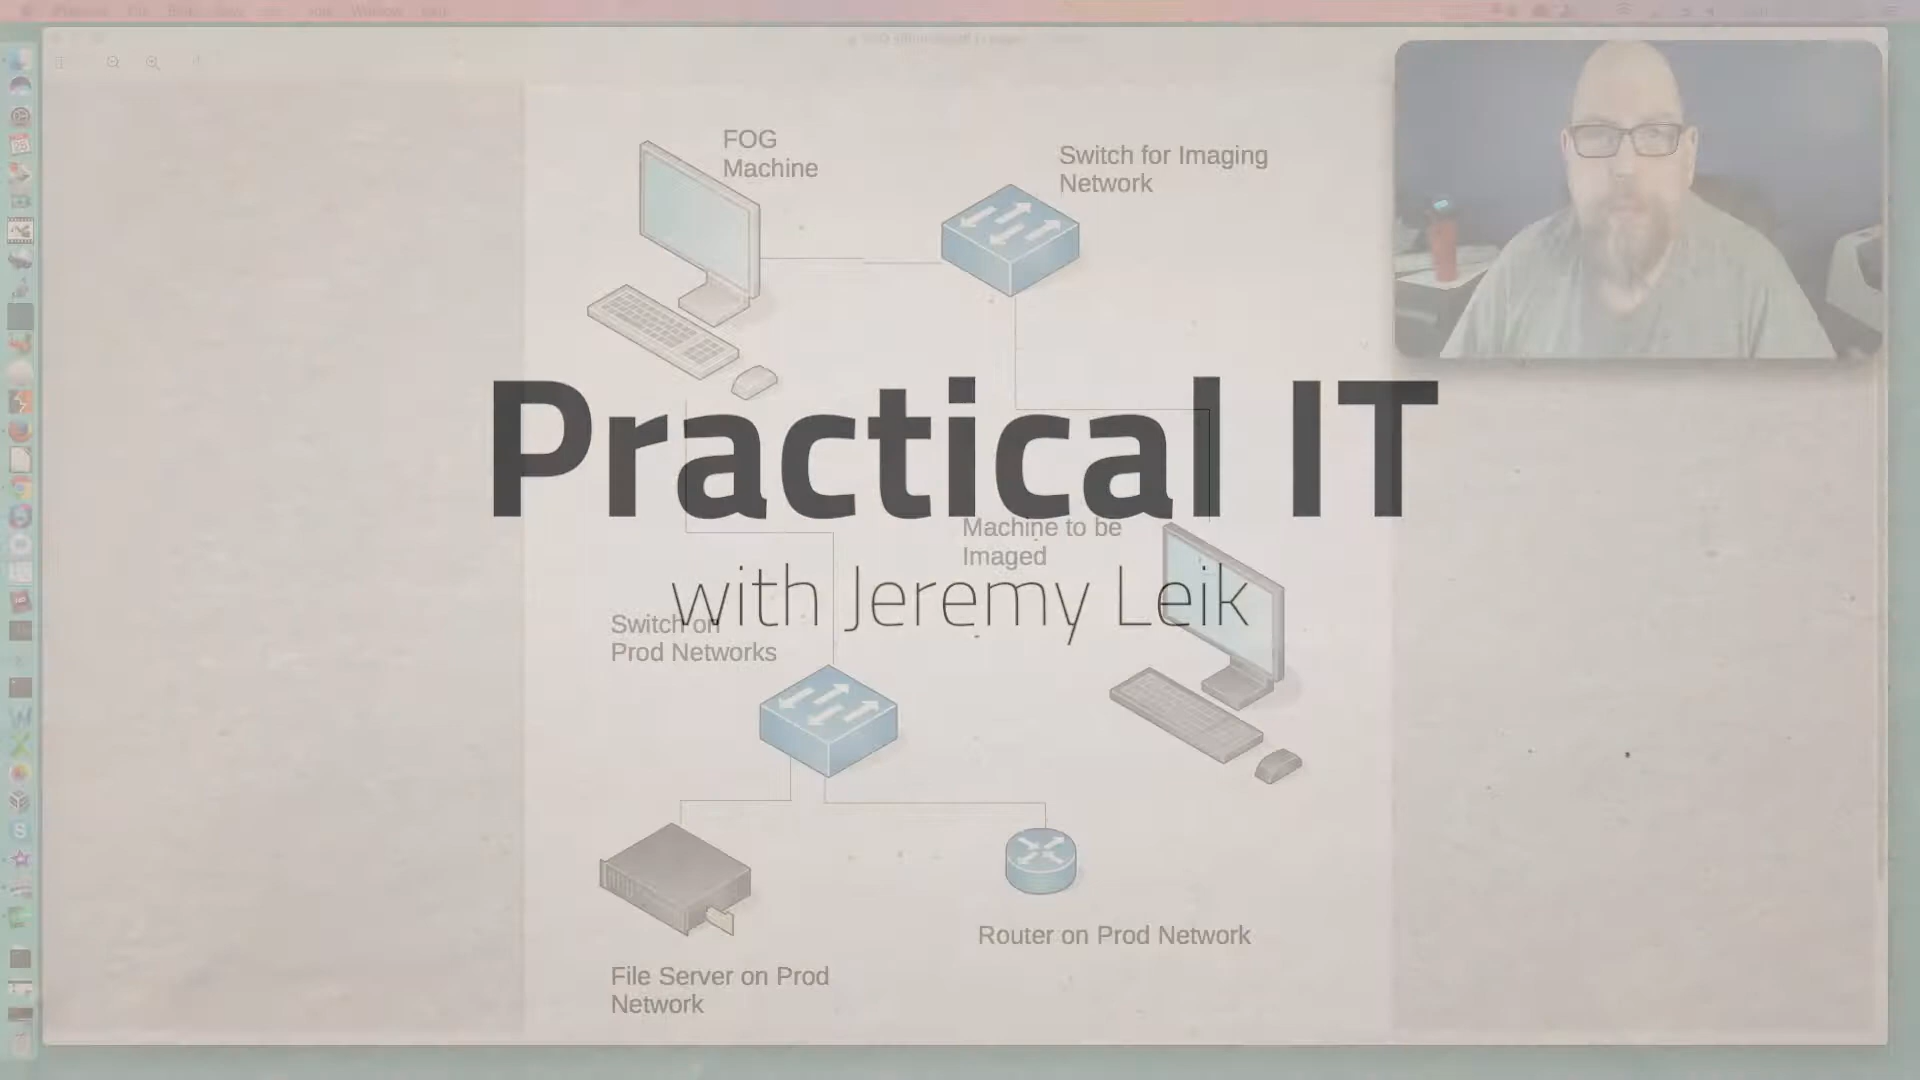 FOG
Machine
Switch for Imaging
Network
Practical IT
Machine to be
Imaged
with Jeremy Leik
Switch on
Prod Networks
Router on Prod Network
File Server on Prod
Network